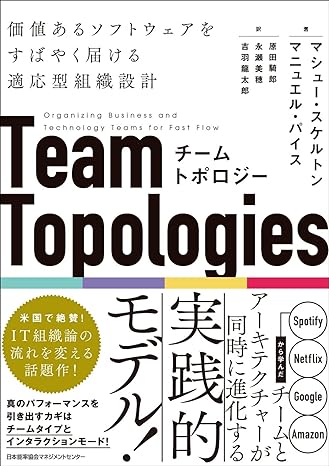 価値あるソフトウェアを
すばやく届ける
適応型組織設計
著
マシュー・スケルトン
マニュエル・パイス
訳
原田騎郎
永瀬美穂
吉羽龍太郎
Organizing Business and
Technology Teams for Fast Flow
Team
Topologies
チーム
トポロジー
Spotify
Netflix
Google
Amazon
から学んだ
チームと
アーキテクチャーが
同時に進化する
実践的
モデル!
米国で絶賛!
IT組織論の
流れを変える
話題作!
真のパフォーマンスを
引き出すカギは
チームタイプと
インタラクションモード!
日本能率協会マネジメントセンター